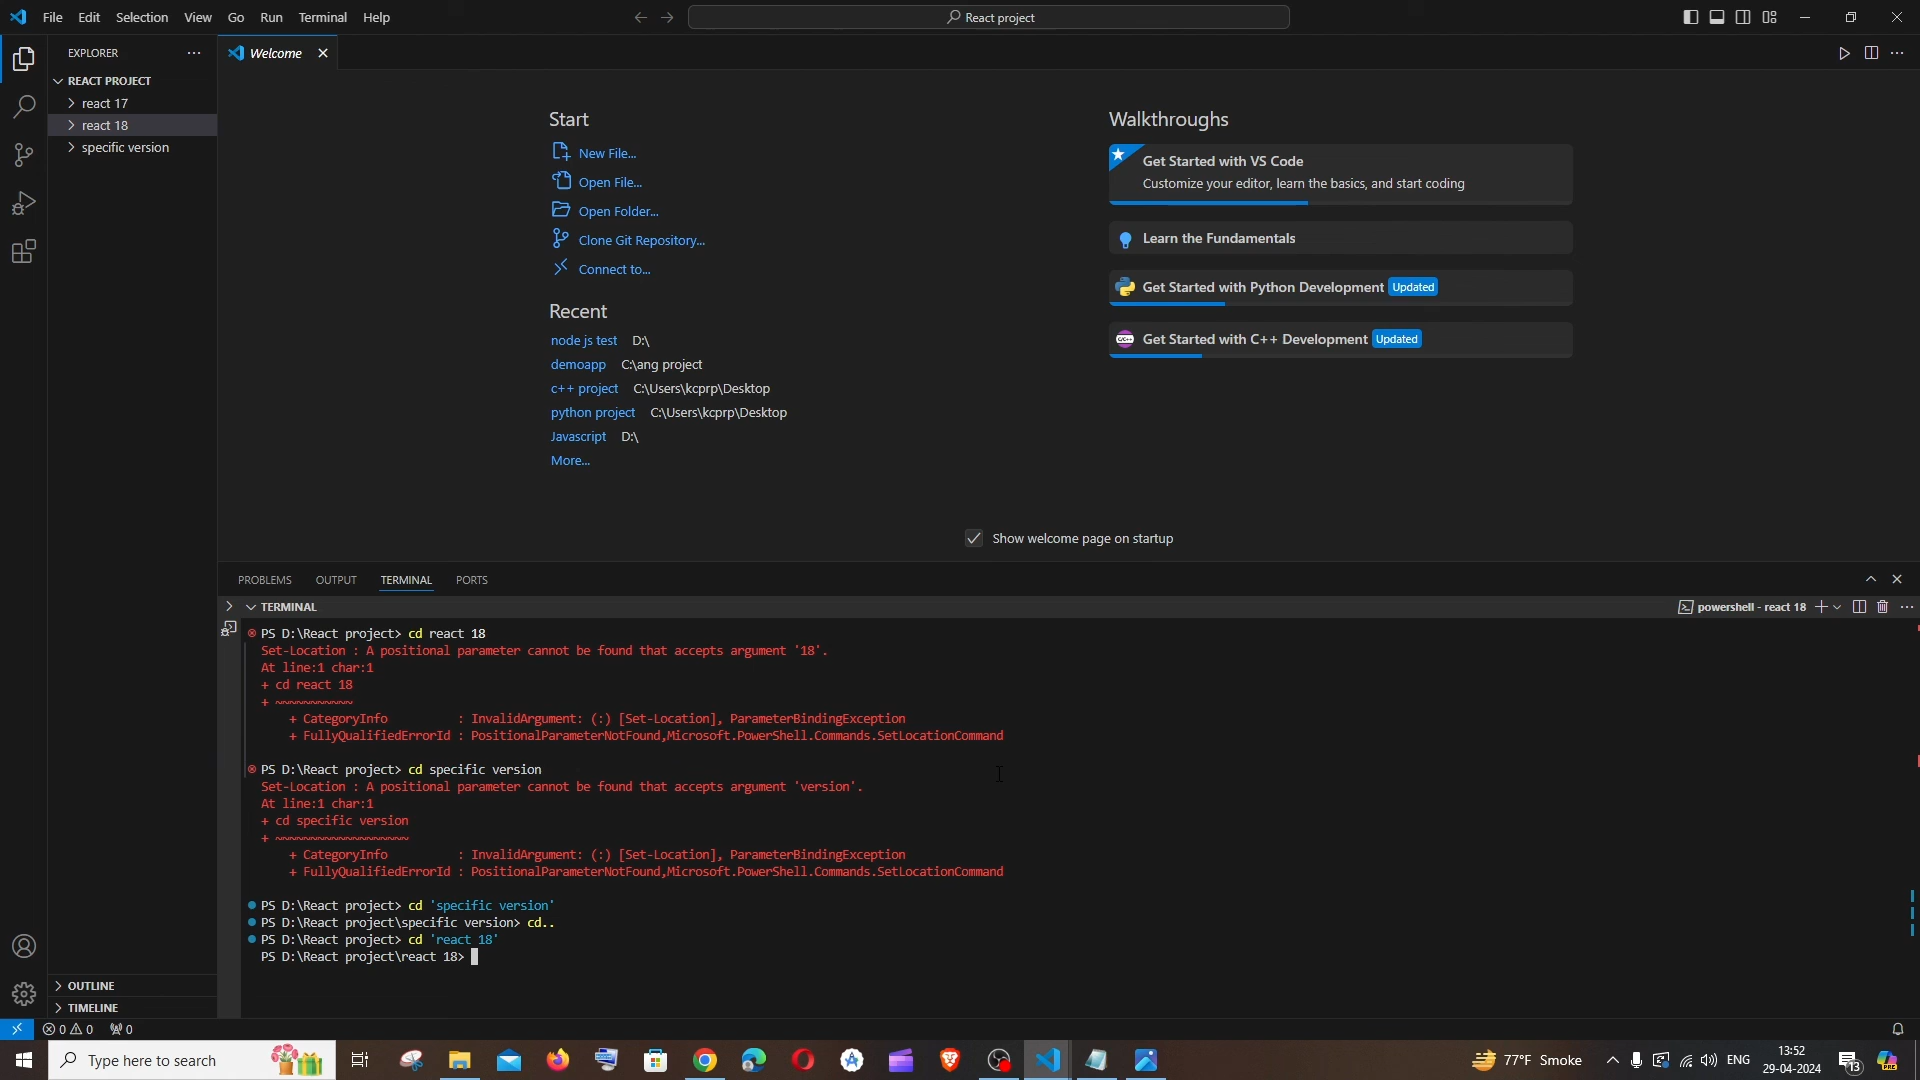 File Edit Selection View Go Run Terminal Help
React project
EXPLORER
REACT PROJECT
react 17
react 18
specific version
OUTLINE
TIMELINE
Welcome
Start
New File...
Open File...
Open Folder...
Clone Git Repository...
Connect to...
Recent
node js test D:\
demoapp C:\ang project
c++ project C:\Users\kcprp\Desktop
python project C:\Users\kcprp\Desktop
Javascript D:\
More...
Walkthroughs
Get Started with VS Code
Customize your editor, learn the basics, and start coding
Learn the Fundamentals
Get Started with Python Development Updated
Get Started with C++ Development Updated
Show welcome page on startup
PROBLEMS OUTPUT TERMINAL PORTS
TERMINAL
powershell - react 18
PS D:\React project> cd react 18
Set-Location : A positional parameter cannot be found that accepts argument '18'.
At line:1 char:1
+ cd react 18
+ ~~~~~~~~~~~
+ CategoryInfo : InvalidArgument: (:) [Set-Location], ParameterBindingException
+ FullyQualifiedErrorId : PositionalParameterNotFound,Microsoft.PowerShell.Commands.SetLocationCommand
PS D:\React project> cd specific version
Set-Location : A positional parameter cannot be found that accepts argument 'version'.
At line:1 char:1
+ cd specific version
+ ~~~~~~~~~~~~~~~~~~~
+ CategoryInfo : InvalidArgument: (:) [Set-Location], ParameterBindingException
+ FullyQualifiedErrorId : PositionalParameterNotFound,Microsoft.PowerShell.Commands.SetLocationCommand
PS D:\React project> cd 'specific version'
PS D:\React project\specific version> cd..
PS D:\React project> cd 'react 18'
PS D:\React project\react 18>
0 0 0
Type here to search
77°F Smoke
ENG
13:52
29-04-2024
13